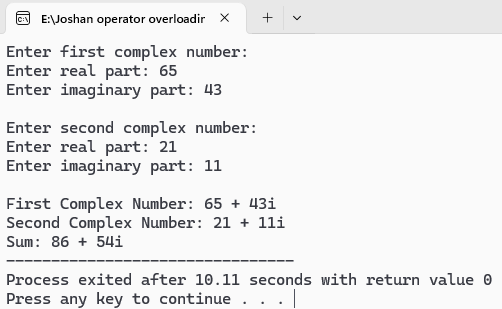 E:\Joshan operator overloadir
Enter first complex number:
Enter real part: 65
Enter imaginary part: 43
Enter second complex number:
Enter real part: 21
Enter imaginary part: 11
First Complex Number: 65 + 43i
Second Complex Number: 21 + 11i
Sum: 86 + 54i
--------------------------------
Process exited after 10.11 seconds with return value 0
Press any key to continue . . .